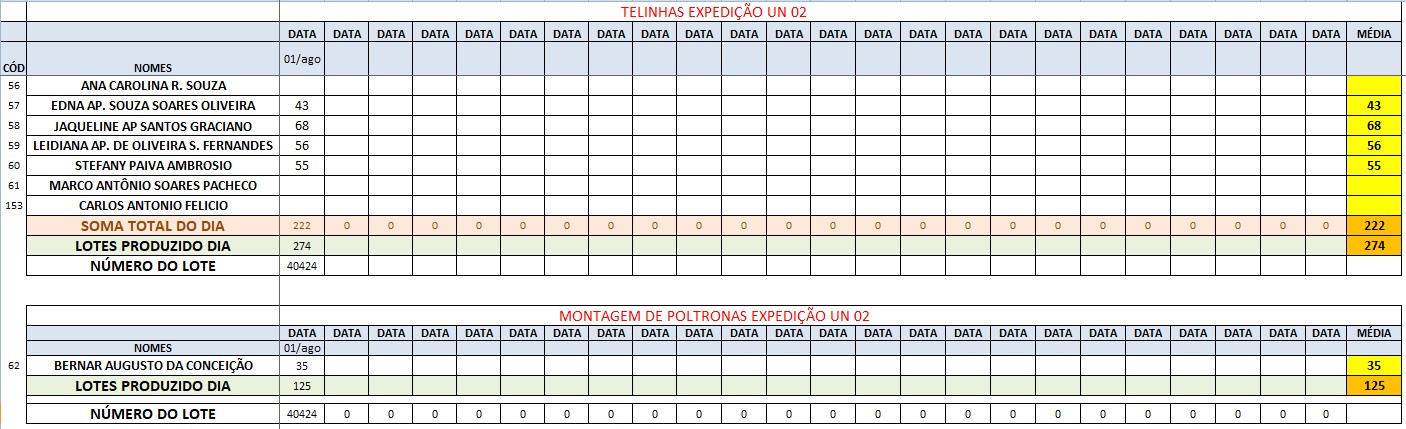 TELINHAS EXPEDIÇÃO UN 02
DATA DATA DATA DATA DATA DATA DATA DATA DATA DATA DATA DATA DATA DATA DATA DATA DATA DATA DATA DATA DATA DATA DATA DATA MÉDIA
CÓD NOMES 01/ago
56 ANA CAROLINA R. SOUZA
57 EDNA AP. SOUZA SOARES OLIVEIRA 43 43
58 JAQUELINE AP SANTOS GRACIANO 68 68
59 LEIDIANA AP. DE OLIVEIRA S. FERNANDES 56 56
60 STEFANY PAIVA AMBROSIO 55 55
61 MARCO ANTÔNIO SOARES PACHECO
153 CARLOS ANTONIO FELICIO
SOMA TOTAL DO DIA 222 0 0 0 0 0 0 0 0 0 0 0 0 0 0 0 0 0 0 0 0 0 0 0 222
LOTES PRODUZIDO DIA 274 274
NÚMERO DO LOTE 40424
MONTAGEM DE POLTRONAS EXPEDIÇÃO UN 02
DATA DATA DATA DATA DATA DATA DATA DATA DATA DATA DATA DATA DATA DATA DATA DATA DATA DATA DATA DATA DATA DATA DATA DATA MÉDIA
NOMES 01/ago
62 BERNAR AUGUSTO DA CONCEIÇÃO 35 35
LOTES PRODUZIDO DIA 125 125
NÚMERO DO LOTE 40424 0 0 0 0 0 0 0 0 0 0 0 0 0 0 0 0 0 0 0 0 0 0 0